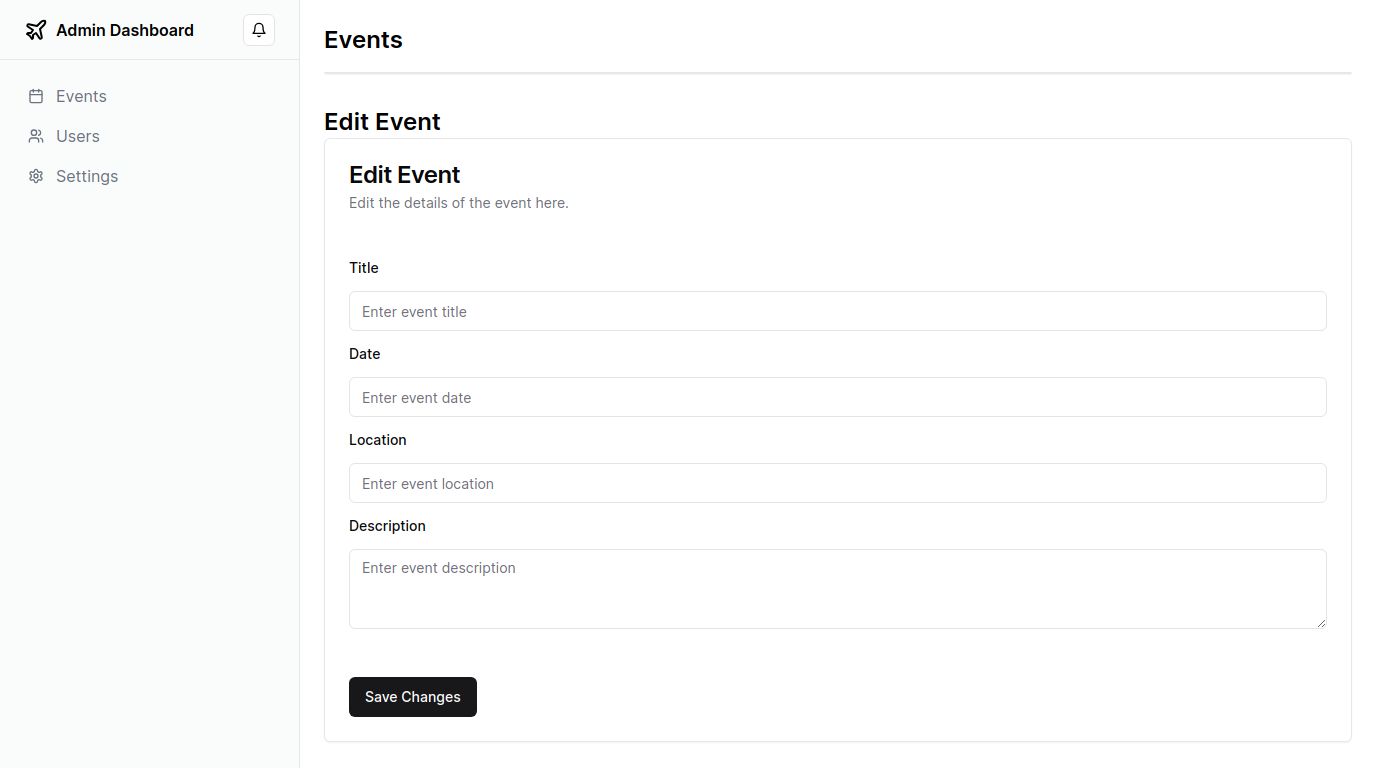 Admin Dashboard
Events
Users
Settings
Events
Edit Event
Edit Event
Edit the details of the event here.
Title
Enter event title
Date
Enter event date
Location
Enter event location
Description
Enter event description
Save Changes